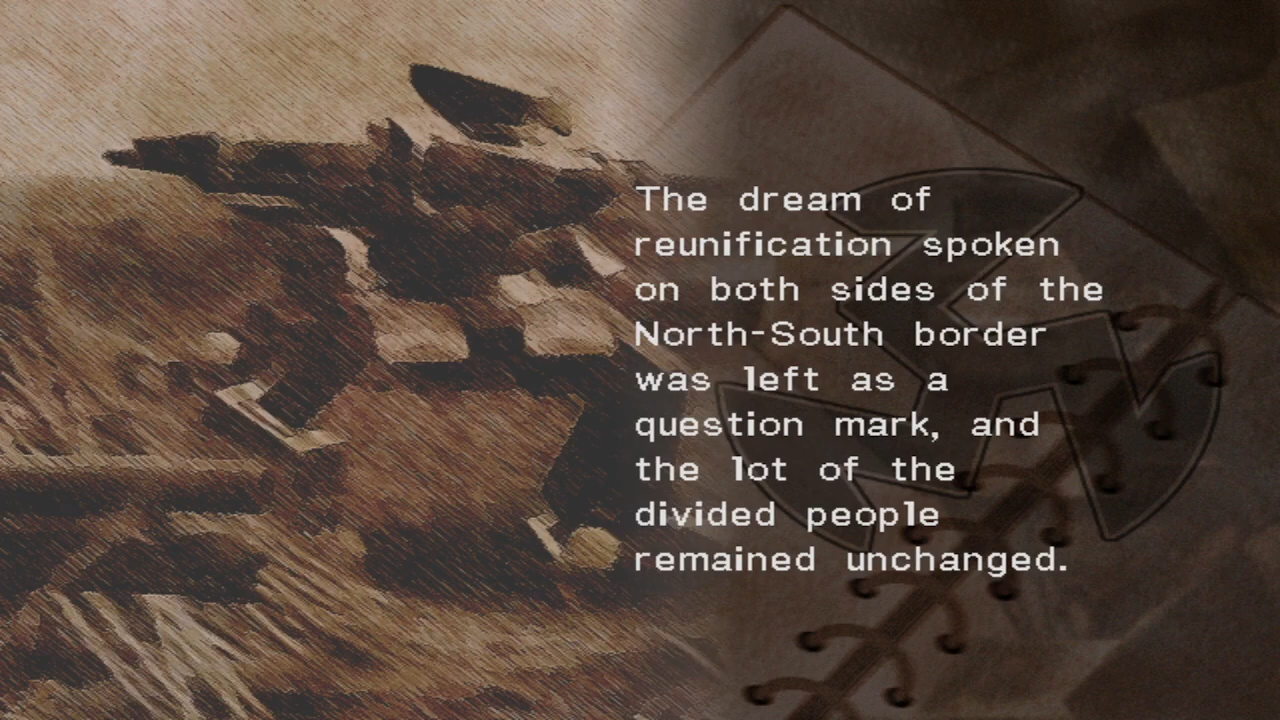 The dream of
reunification spoken
on both sides of the
North-South border
was left as a
question mark, and
the lot of the
divided people
remained unchanged.